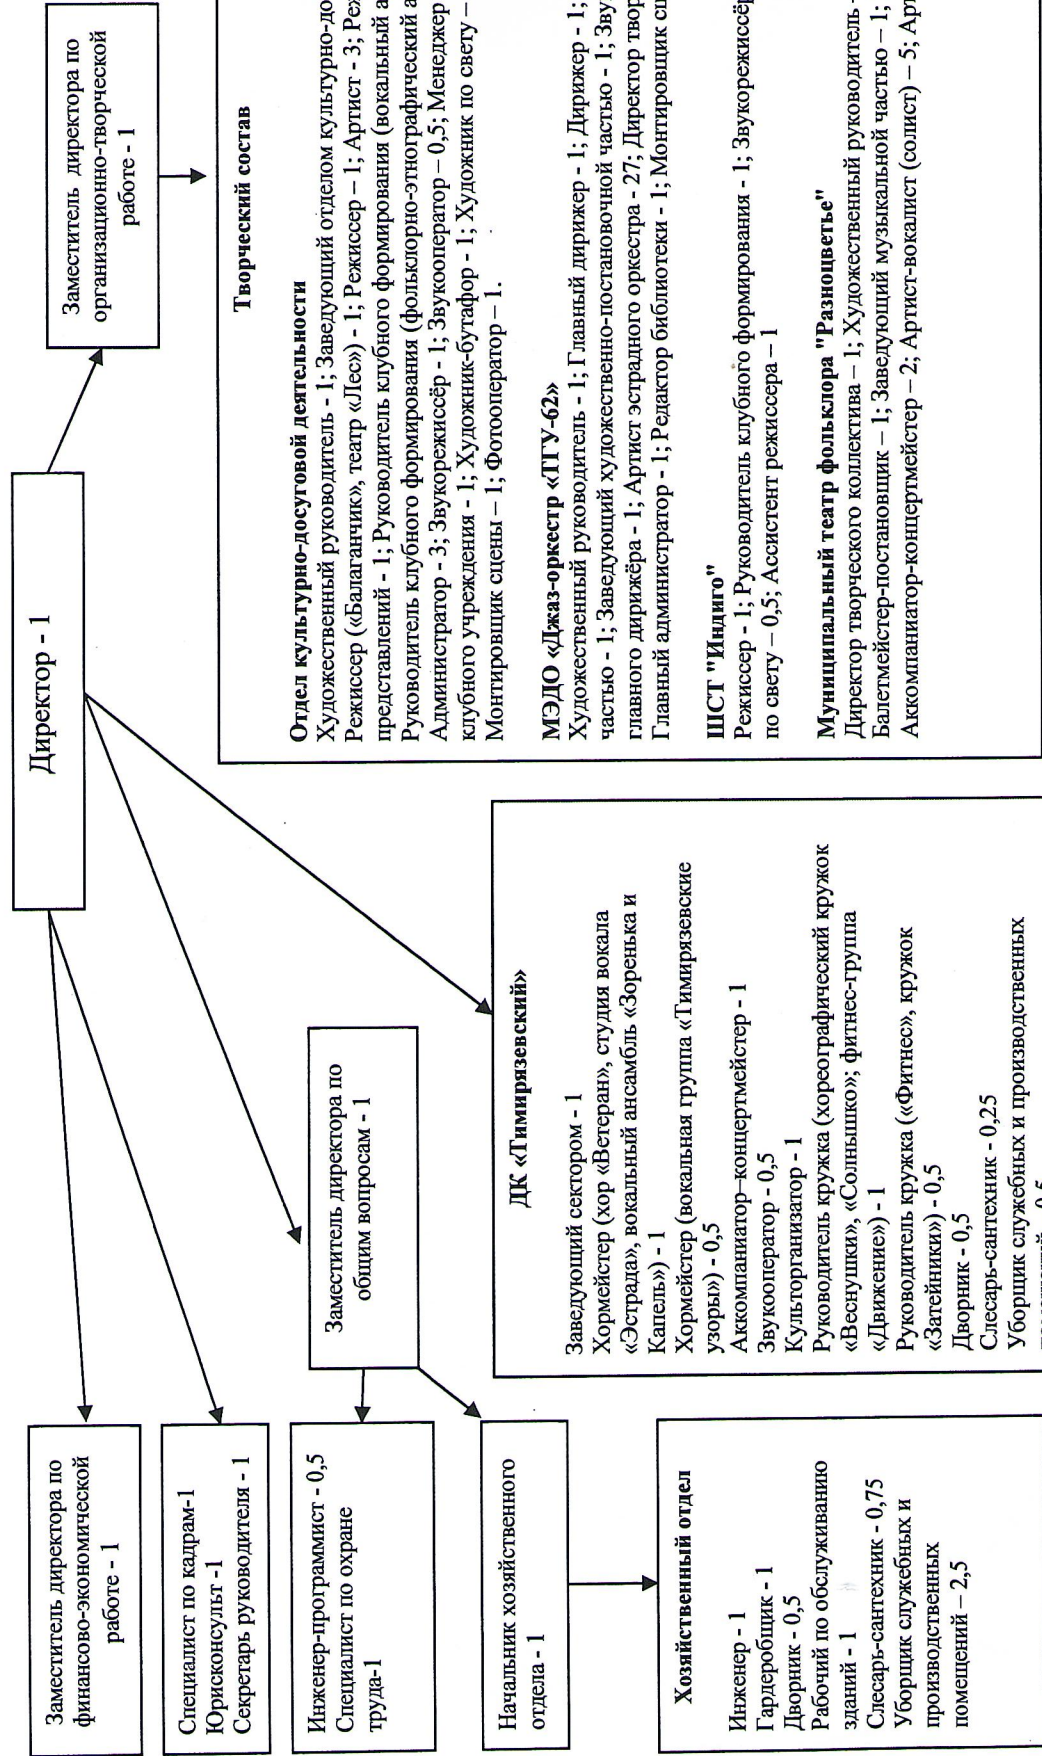 Директор - 1
Заместитель директора по
финансово-экономической
работе - 1
Специалист по кадрам-1
Юрисконсульт -1
Секретарь руководителя - 1
Инженер-программист - 0,5
Специалист по охране
труда-1
Начальник хозяйственного
отдела - 1
Хозяйственный отдел
Инженер - 1
Гардеробщик - 1
Дворник - 0,5
Рабочий по обслуживанию
зданий - 1
Слесарь-сантехник - 0,75
Уборщик служебных и
производственных
помещений – 2,5
Заместитель директора по
общим вопросам - 1
ДК «Тимирязевский»
Заведующий сектором - 1
Хормейстер (хор «Ветеран», студия вокала
«Эстрада», вокальный ансамбль «Зоренька и
Капель») - 1
Хормейстер (вокальная группа «Тимирязевские
узоры») - 0,5
Аккомпаниатор–концертмейстер - 1
Звукооператор - 0,5
Культорганизатор - 1
Руководитель кружка (хореографический кружок
«Веснушки», «Солнышко»; фитнес-группа
«Движение») - 1
Руководитель кружка («Фитнес», кружок
«Затейники») - 0,5
Дворник - 0,5
Слесарь-сантехник - 0,25
Уборщик служебных и производственных
Заместитель директора по
организационно-творческой
работе - 1
Творческий состав
Отдел культурно-досуговой деятельности
Художественный руководитель - 1; Заведующий отделом культурно-до
Режиссер («Балаганчик», театр «Лес») - 1; Режиссер – 1; Артист - 3; Реж
представлений - 1; Руководитель клубного формирования (вокальный а
Руководитель клубного формирования (фольклорно-этнографический а
Администратор - 3; Звукорежиссёр - 1; Звукооператор – 0,5; Менеджер
клубного учреждения - 1; Художник-бутафор - 1; Художник по свету –
Монтировщик сцены – 1; Фотооператор – 1.
МЭДО «Джаз-оркестр «ТГУ-62»
Художественный руководитель - 1; Главный дирижер - 1; Дирижер - 1;
частью - 1; Заведующий художественно-постановочной частью - 1; Зву
главного дирижёра - 1; Артист эстрадного оркестра - 27; Директор твор
Главный администратор - 1; Редактор библиотеки - 1; Монтировщик сц
ШСТ "Индиго"
Режиссер - 1; Руководитель клубного формирования - 1; Звукорежиссёр
по свету – 0,5; Ассистент режиссера – 1
Муниципальный театр фольклора "Разноцветье"
Директор творческого коллектива – 1; Художественный руководитель -
Балетмейстер-постановщик – 1; Заведующий музыкальной частью – 1;
Аккомпаниатор-концертмейстер – 2; Артист-вокалист (солист) – 5; Арт